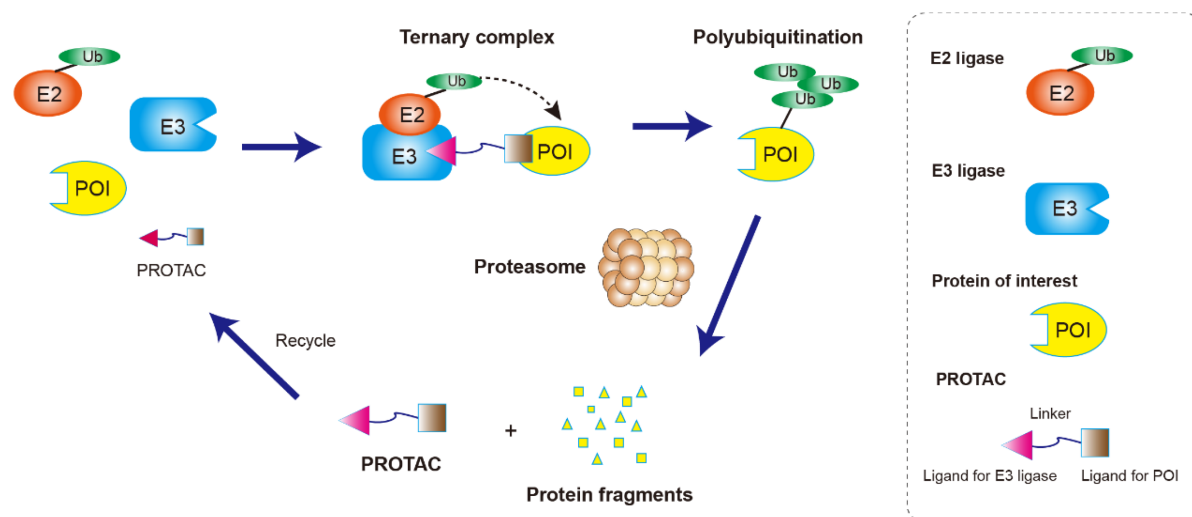 Ub
E2
E3
POI
PROTAC
Ternary complex
Ub
E2
E3
POI
Polyubiquitination
Ub
Ub
Ub
POI
Proteasome
Recycle
PROTAC
+
Protein fragments
E2 ligase
Ub
E2
E3 ligase
E3
Protein of interest
POI
PROTAC
Linker
Ligand for E3 ligase
Ligand for POI